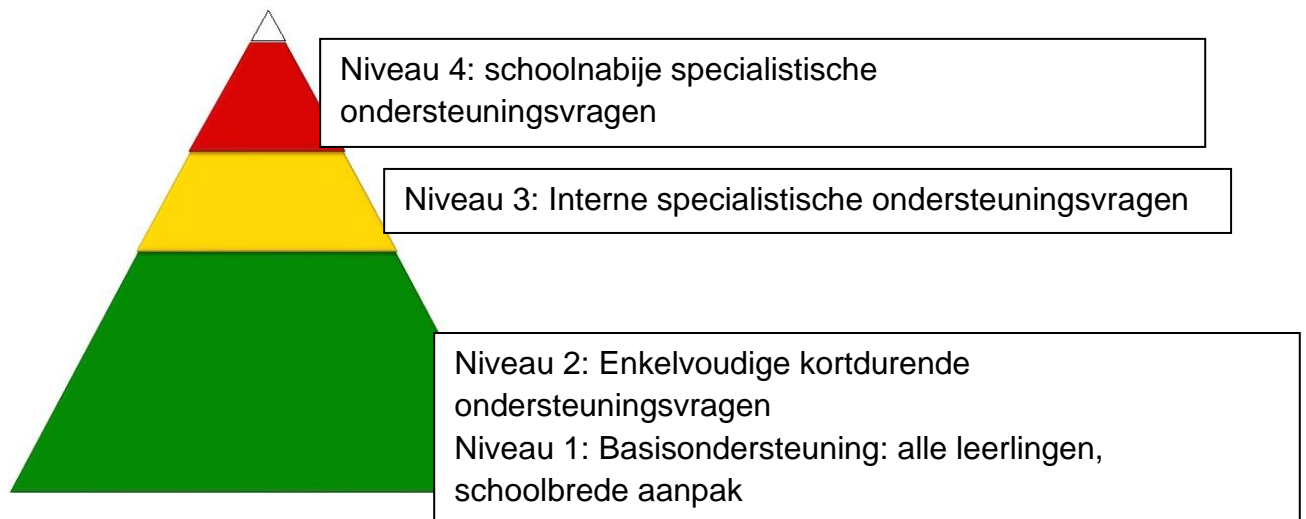 Niveau 4: schoolnabije specialistische
ondersteuningsvragen
Niveau 3: Interne specialistische ondersteuningsvragen
Niveau 2: Enkelvoudige kortdurende
ondersteuningsvragen
Niveau 1: Basisondersteuning: alle leerlingen,
schoolbrede aanpak